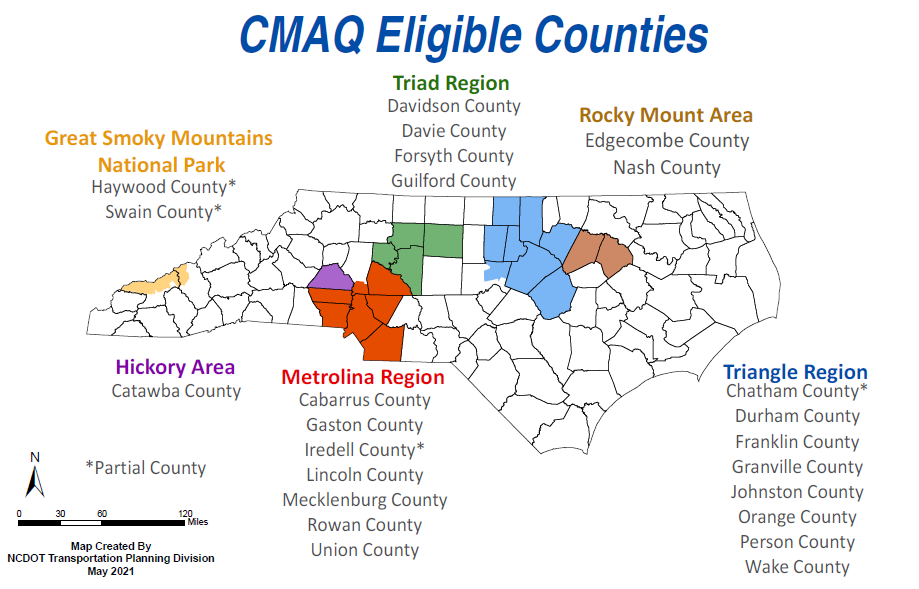 CMAQ Eligible Counties
Triad Region
Davidson County
Davie County
Forsyth County
Guilford County
Rocky Mount Area
Edgecombe County
Nash County
Great Smoky Mountains
National Park
Haywood County*
Swain County*
Hickory Area
Catawba County
Metrolina Region
Cabarrus County
Gaston County
Iredell County*
Lincoln County
Mecklenburg County
Rowan County
Union County
Triangle Region
Chatham County*
Durham County
Franklin County
Granville County
Johnston County
Orange County
Person County
Wake County
N
*Partial County
0 30 60 120
Miles
Map Created By
NCDOT Transportation Planning Division
May 2021